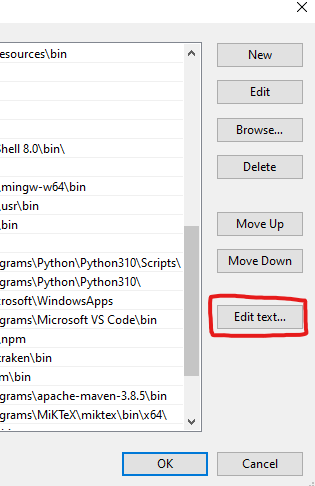 esources\bin
Shell 8.0\bin\
\mingw-w64\bin
\usr\bin
\bin
grams\Python\Python310\Scripts\
grams\Python\Python310\
crosoft\WindowsApps
grams\Microsoft VS Code\bin
\npm
kraken\bin
m\bin
grams\apache-maven-3.8.5\bin
grams\MiKTeX\miktex\bin\x64\
New
Edit
Browse...
Delete
Move Up
Move Down
Edit text...
OK
Cancel